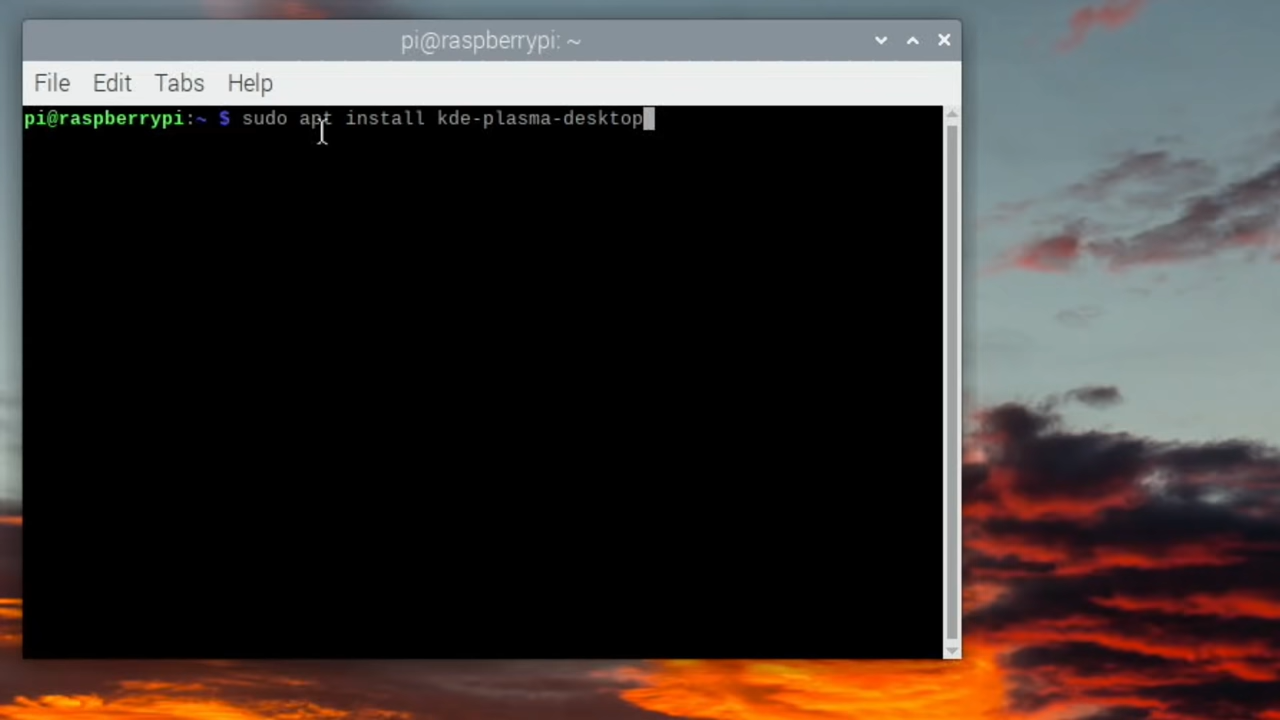 pi@raspberrypi: ~
File Edit Tabs Help
pi@raspberrypi:~ $ sudo apt install kde-plasma-desktop